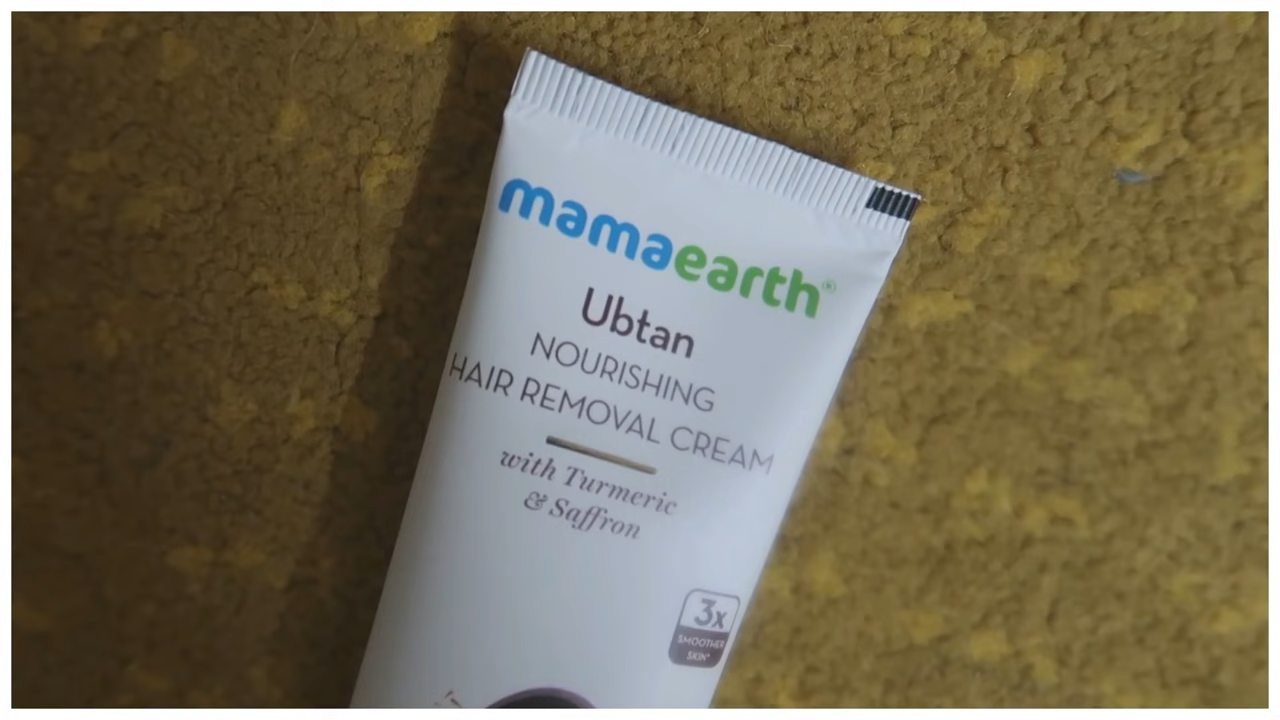 mamaearth®
Ubtan
NOURISHING
HAIR REMOVAL CREAM
with Turmeric
& Saffron
3x
SMOOTHER
SKIN*